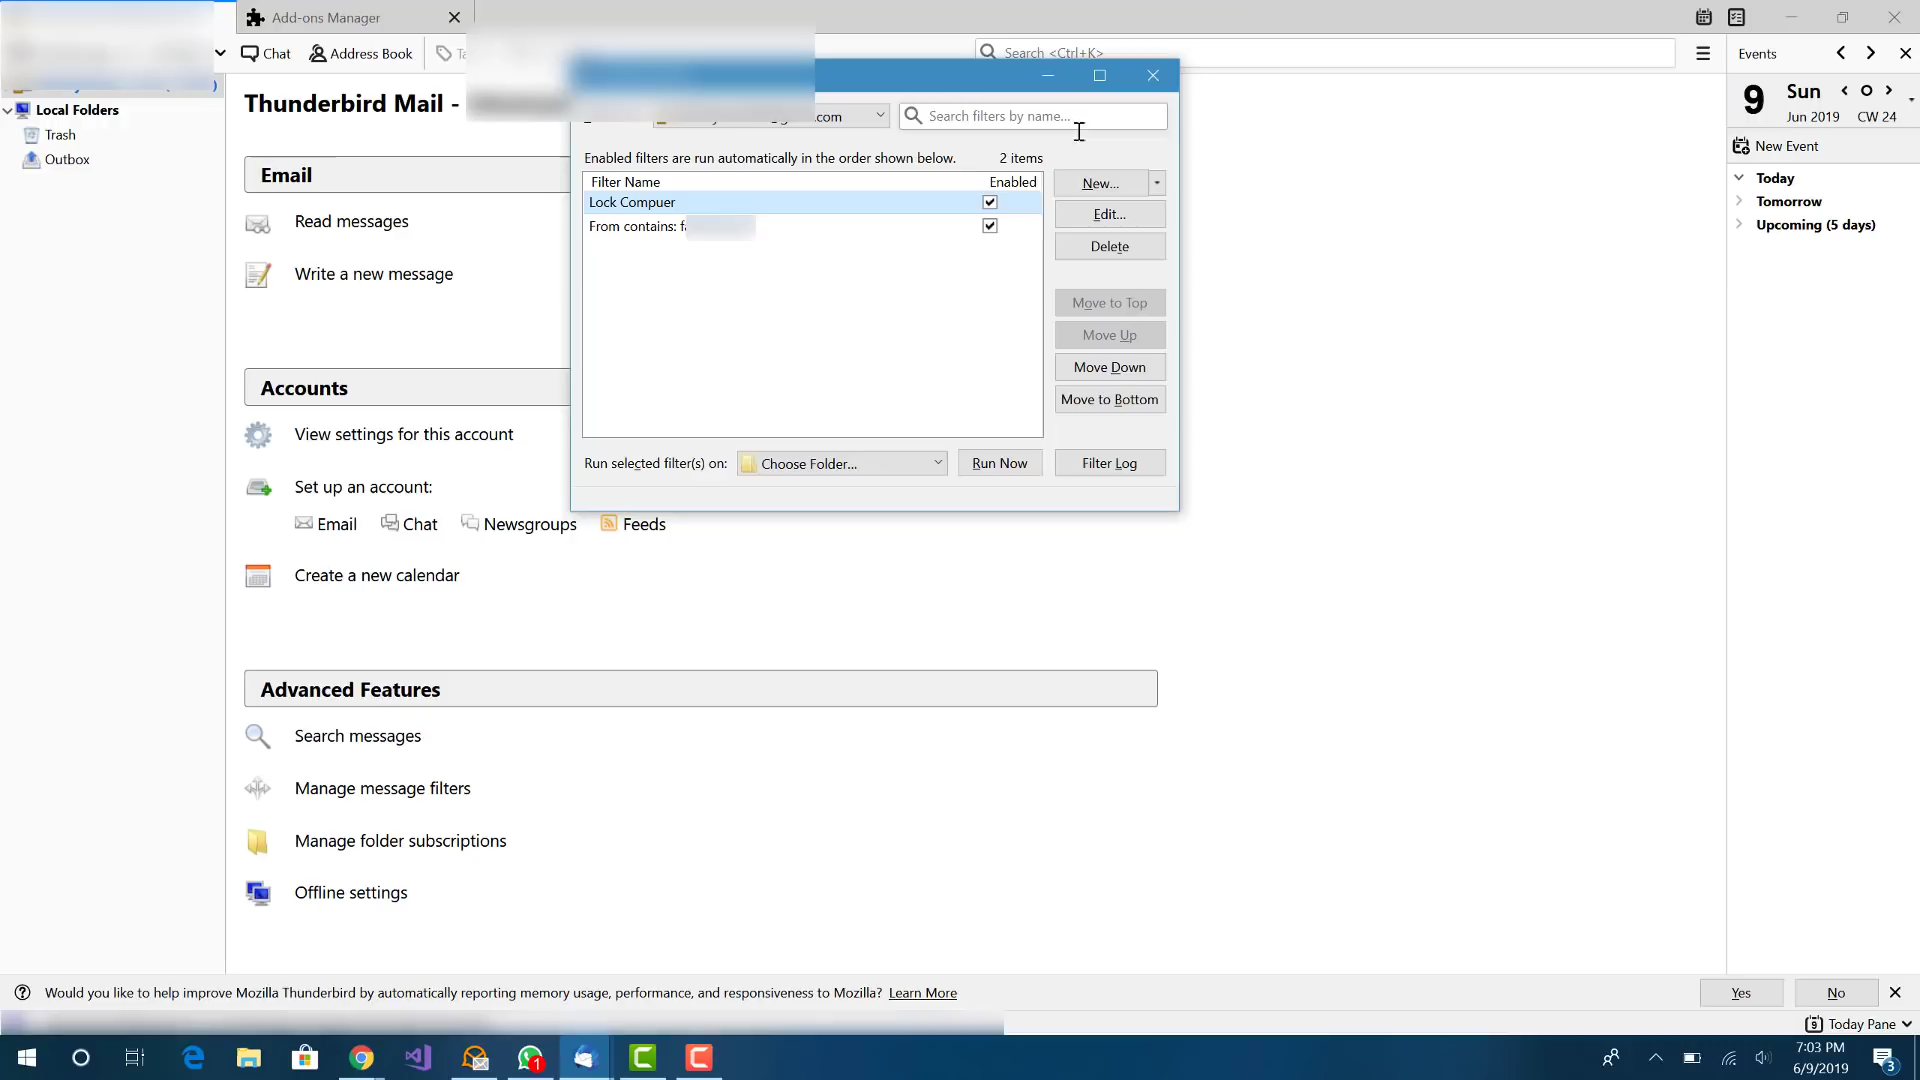 Add-ons Manager
Chat Address Book
Search <Ctrl+K>
Events
Local Folders
Trash
Outbox
Thunderbird Mail -
.com
Search filters by name...
9 Sun
Jun 2019 CW 24
New Event
Today
Tomorrow
Upcoming (5 days)
Enabled filters are run automatically in the order shown below. 2 items
Filter Name Enabled
Lock Compuer
From contains:
New...
Edit...
Delete
Move to Top
Move Up
Move Down
Move to Bottom
Run selected filter(s) on: Choose Folder... Run Now Filter Log
Email
Read messages
Write a new message
Accounts
View settings for this account
Set up an account:
Email Chat Newsgroups Feeds
Create a new calendar
Advanced Features
Search messages
Manage message filters
Manage folder subscriptions
Offline settings
Would you like to help improve Mozilla Thunderbird by automatically reporting memory usage, performance, and responsiveness to Mozilla? Learn More Yes No
9 Today Pane
1
7:03 PM
6/9/2019
3